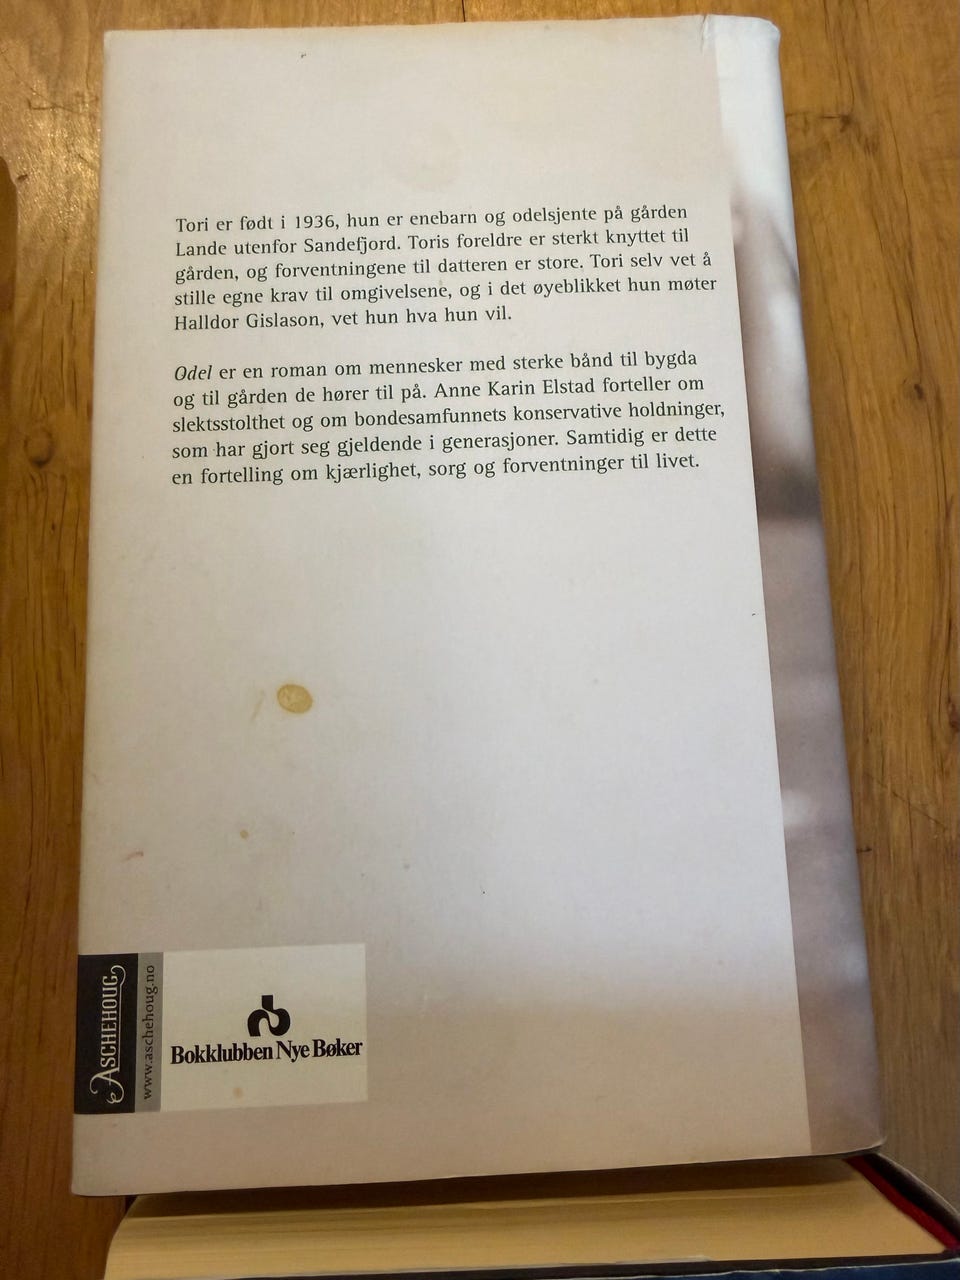 Tori er født i 1936, hun er enebarn og odelsjente på gården
Lande utenfor Sandefjord. Toris foreldre er sterkt knyttet til
gården, og forventningene til datteren er store. Tori selv vet å
stille egne krav til omgivelsene, og i det øyeblikket hun møter
Halldor Gislason, vet hun hva hun vil.
Odel er en roman om mennesker med sterke bånd til bygda
og til gården de hører til på. Anne Karin Elstad forteller om
slektsstolthet og om bondesamfunnets konservative holdninger,
som har gjort seg gjeldende i generasjoner. Samtidig er dette
en fortelling om kjærlighet, sorg og forventninger til livet.
ASCHEHOUG
www.aschehoug.no
Bokklubben Nye Bøker